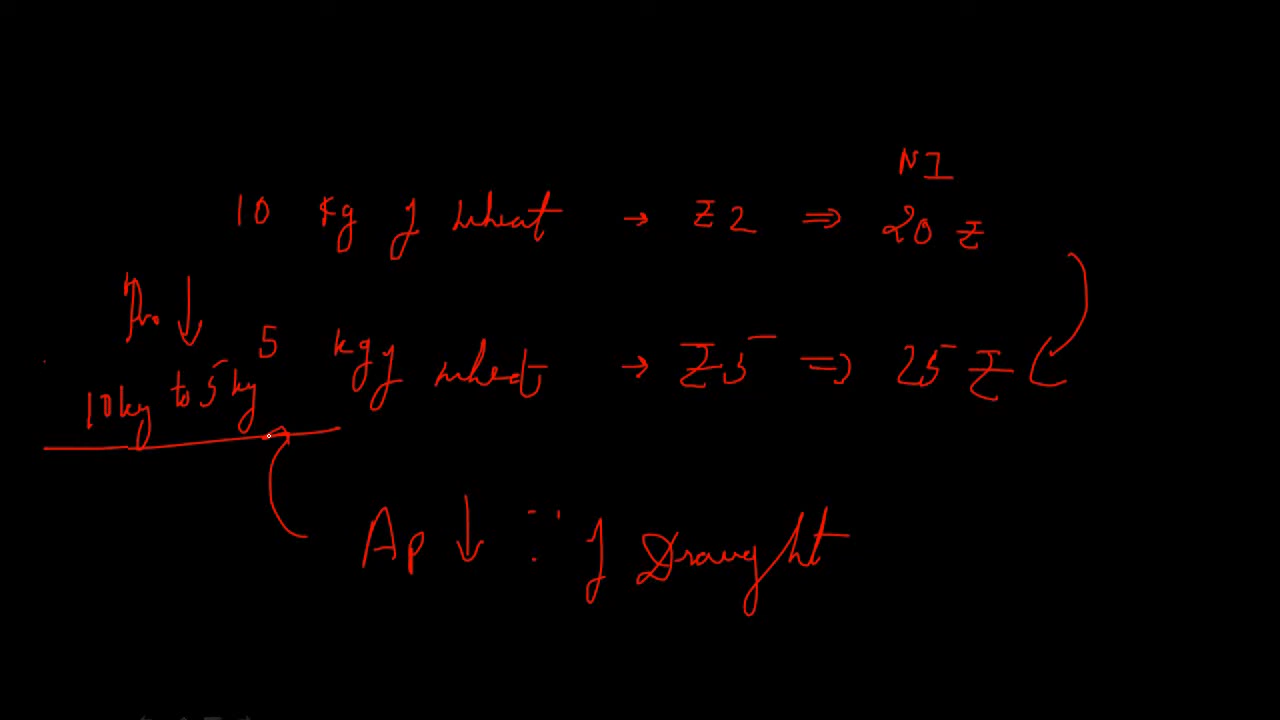 NI
10 Kg of wheat → Z 2 ⇒ 20 Z
Pro ↓
5 kg of wheat → Z 5 ⇒ 25 Z
10 kg to 5 kg
Ap ↓ ∵ of Draught